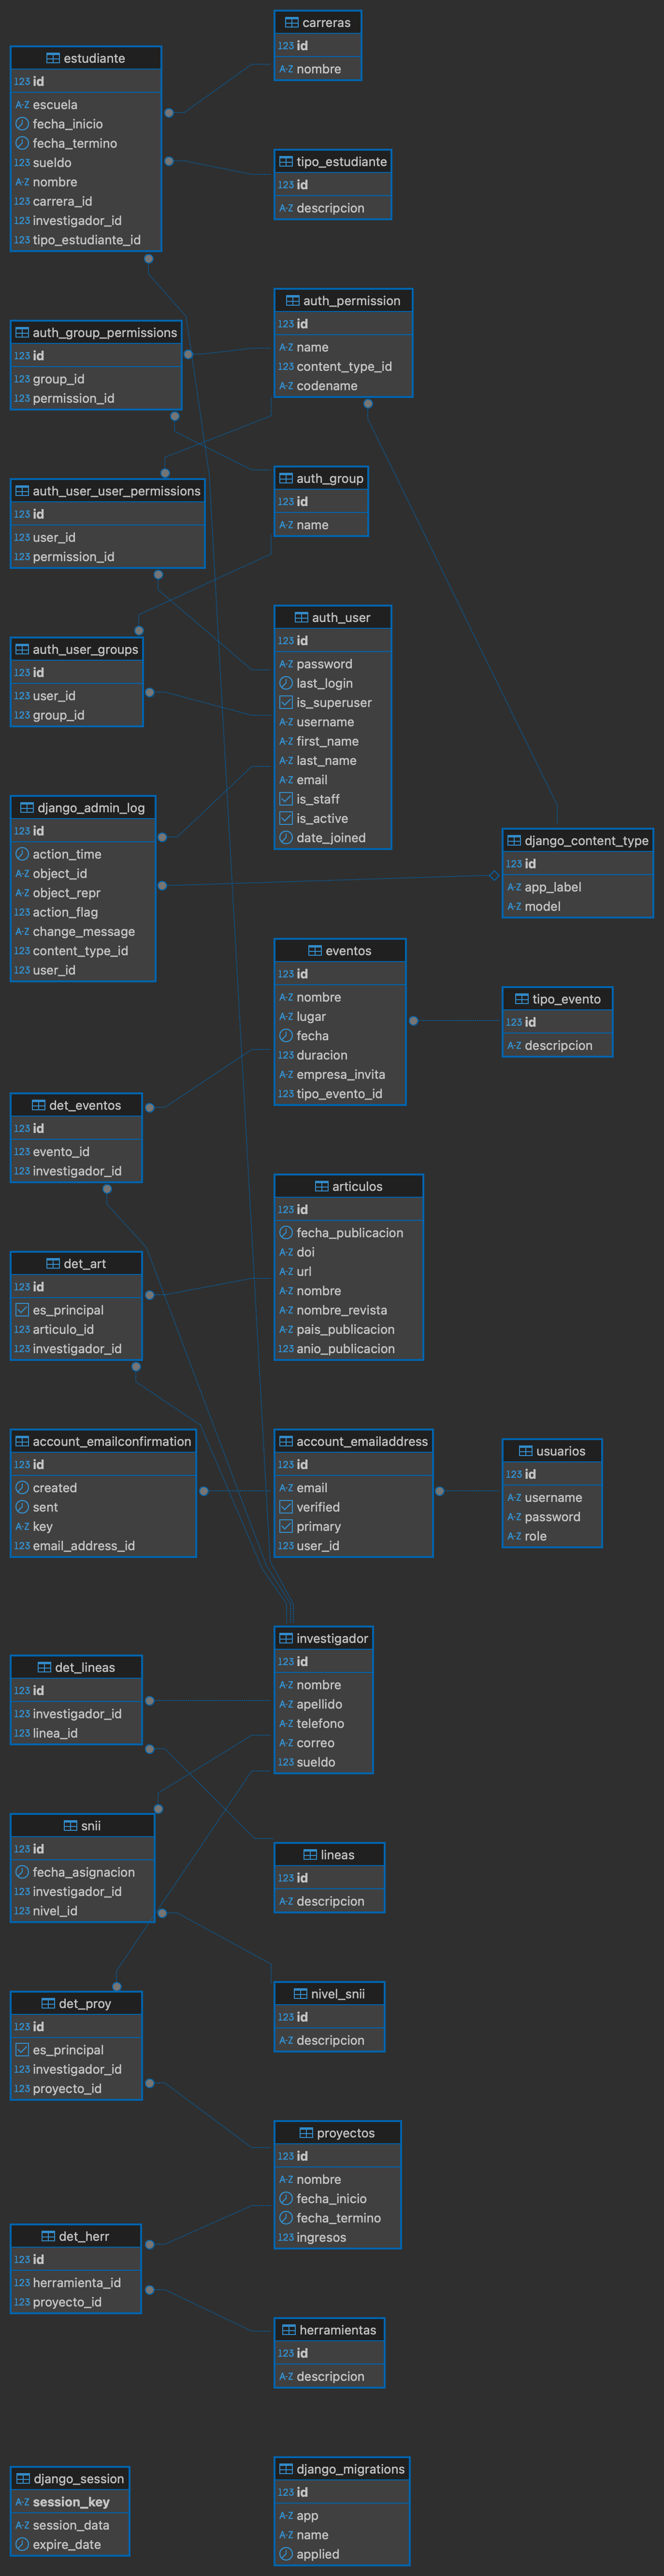 carreras
123 id
A-Z nombre
estudiante
123 id
A-Z escuela
fecha_inicio
fecha_termino
123 sueldo
A-Z nombre
123 carrera_id
123 investigador_id
123 tipo_estudiante_id
tipo_estudiante
123 id
A-Z descripcion
auth_permission
123 id
A-Z name
123 content_type_id
A-Z codename
auth_group_permissions
123 id
123 group_id
123 permission_id
auth_group
123 id
A-Z name
auth_user_user_permissions
123 id
123 user_id
123 permission_id
auth_user
123 id
A-Z password
last_login
is_superuser
A-Z username
A-Z first_name
A-Z last_name
A-Z email
is_staff
is_active
date_joined
auth_user_groups
123 id
123 user_id
123 group_id
django_admin_log
123 id
action_time
A-Z object_id
A-Z object_repr
123 action_flag
A-Z change_message
123 content_type_id
123 user_id
django_content_type
123 id
A-Z app_label
A-Z model
eventos
123 id
A-Z nombre
A-Z lugar
fecha
123 duracion
A-Z empresa_invita
123 tipo_evento_id
tipo_evento
123 id
A-Z descripcion
det_eventos
123 id
123 evento_id
123 investigador_id
articulos
123 id
fecha_publicacion
A-Z doi
A-Z url
A-Z nombre
A-Z nombre_revista
A-Z pais_publicacion
123 anio_publicacion
det_art
123 id
es_principal
123 articulo_id
123 investigador_id
account_emailconfirmation
123 id
created
sent
A-Z key
123 email_address_id
account_emailaddress
123 id
A-Z email
verified
primary
123 user_id
usuarios
123 id
A-Z username
A-Z password
A-Z role
investigador
123 id
A-Z nombre
A-Z apellido
A-Z telefono
A-Z correo
123 sueldo
det_lineas
123 id
123 investigador_id
123 linea_id
snii
123 id
fecha_asignacion
123 investigador_id
123 nivel_id
lineas
123 id
A-Z descripcion
nivel_snii
123 id
A-Z descripcion
det_proy
123 id
es_principal
123 investigador_id
123 proyecto_id
proyectos
123 id
A-Z nombre
fecha_inicio
fecha_termino
123 ingresos
det_herr
123 id
123 herramienta_id
123 proyecto_id
herramientas
123 id
A-Z descripcion
django_session
A-Z session_key
A-Z session_data
expire_date
django_migrations
123 id
A-Z app
A-Z name
applied